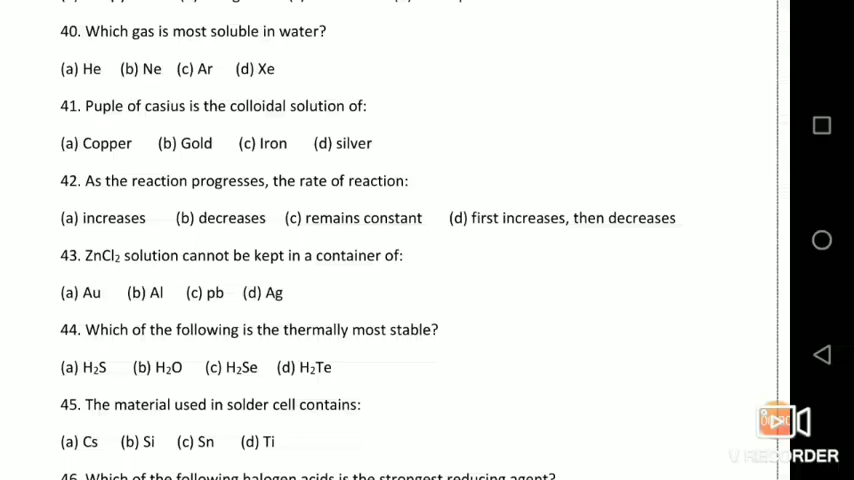 40. Which gas is most soluble in water?
(a) He (b) Ne (c) Ar (d) Xe
41. Puple of casius is the colloidal solution of:
(a) Copper (b) Gold (c) Iron (d) silver
42. As the reaction progresses, the rate of reaction:
(a) increases (b) decreases (c) remains constant (d) first increases, then decreases
43. ZnCl₂ solution cannot be kept in a container of:
(a) Au (b) Al (c) pb (d) Ag
44. Which of the following is the thermally most stable?
(a) H₂S (b) H₂O (c) H₂Se (d) H₂Te
45. The material used in solder cell contains:
(a) Cs (b) Si (c) Sn (d) Ti
46. Which of the following halogen acids is the strongest reducing agent?
V RECORDER